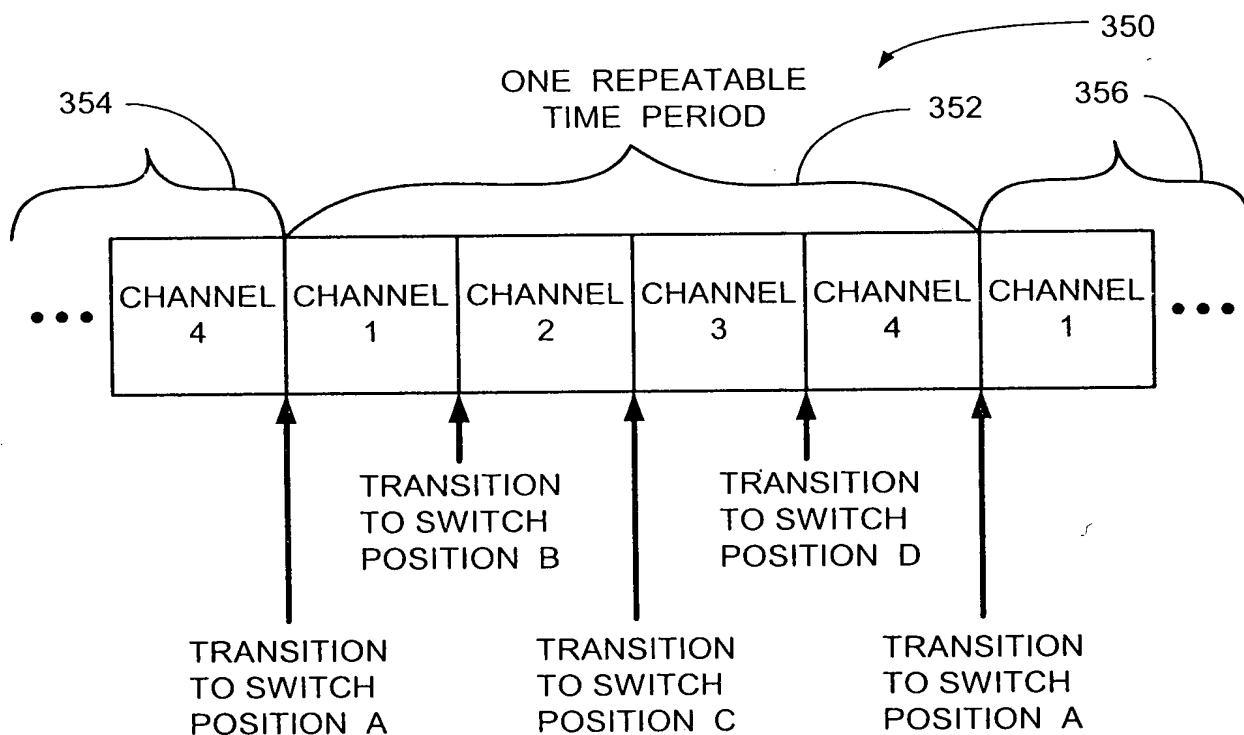 350
ONE REPEATABLE
TIME PERIOD
354
352
356
••• CHANNEL 4 CHANNEL 1 CHANNEL 2 CHANNEL 3 CHANNEL 4 CHANNEL 1 •••
TRANSITION
TO SWITCH
POSITION B
TRANSITION
TO SWITCH
POSITION D
TRANSITION
TO SWITCH
POSITION A
TRANSITION
TO SWITCH
POSITION C
TRANSITION
TO SWITCH
POSITION A